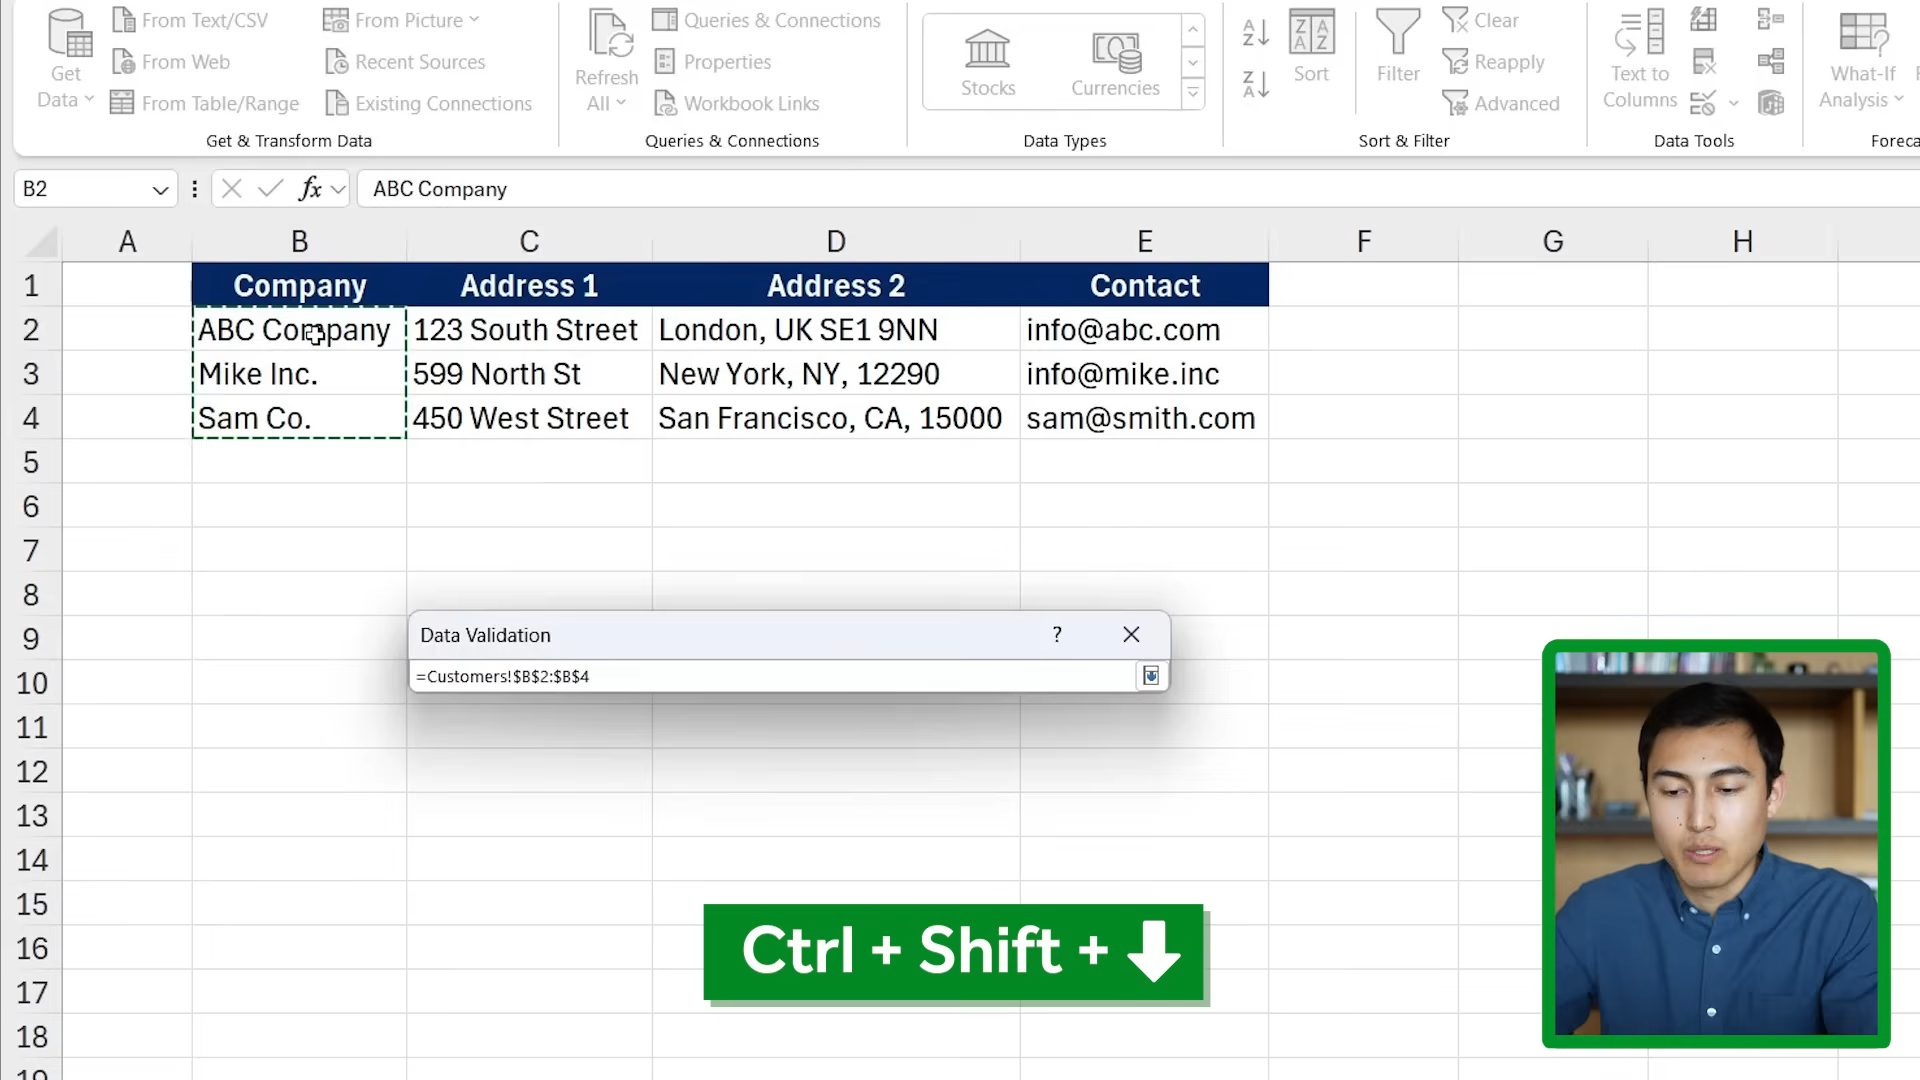 Get Data
From Text/CSV
From Web
From Table/Range
From Picture
Recent Sources
Existing Connections
Get & Transform Data
Refresh All
Queries & Connections
Properties
Workbook Links
Queries & Connections
Stocks
Currencies
Data Types
Sort
Filter
Clear
Reapply
Advanced
Sort & Filter
Text to Columns
Data Tools
What-If Analysis
B2
fx
ABC Company
A B C D E F G H
1 Company Address 1 Address 2 Contact
2 ABC Company 123 South Street London, UK SE1 9NN info@abc.com
3 Mike Inc. 599 North St New York, NY, 12290 info@mike.inc
4 Sam Co. 450 West Street San Francisco, CA, 15000 sam@smith.com
5
6
7
8
9
Data Validation ?
=Customers!$B$2:$B$4
10
11
12
13
14
15
Ctrl + Shift +
16
17
18
19